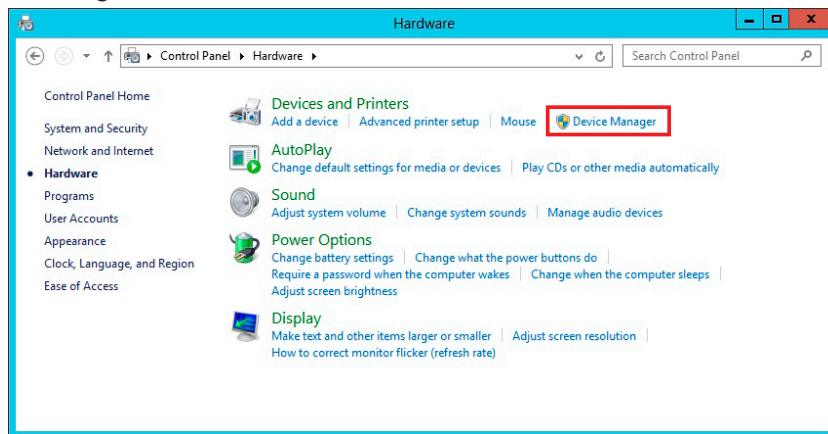 Hardware
Control Panel ▸ Hardware ▸
Search Control Panel
Control Panel Home
System and Security
Network and Internet
Hardware
Programs
User Accounts
Appearance
Clock, Language, and Region
Ease of Access
Devices and Printers
Add a device | Advanced printer setup | Mouse | Device Manager
AutoPlay
Change default settings for media or devices | Play CDs or other media automatically
Sound
Adjust system volume | Change system sounds | Manage audio devices
Power Options
Change battery settings | Change what the power buttons do |
Require a password when the computer wakes | Change when the computer sleeps |
Adjust screen brightness
Display
Make text and other items larger or smaller | Adjust screen resolution |
How to correct monitor flicker (refresh rate)